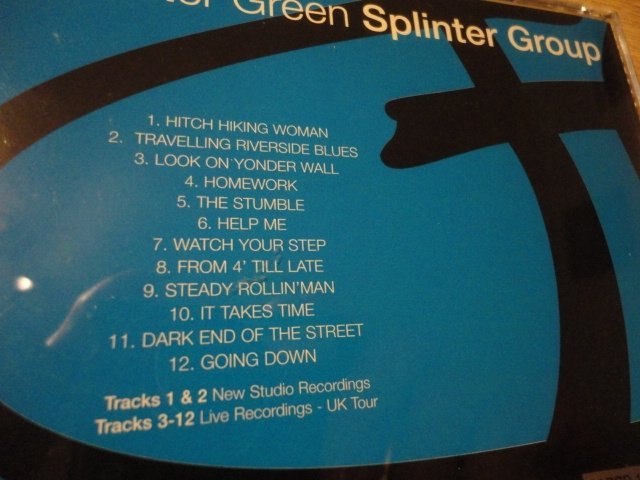 Green Splinter Group
1. HITCH HIKING WOMAN
2. TRAVELLING RIVERSIDE BLUES
3. LOOK ON YONDER WALL
4. HOMEWORK
5. THE STUMBLE
6. HELP ME
7. WATCH YOUR STEP
8. FROM 4' TILL LATE
9. STEADY ROLLIN'MAN
10. IT TAKES TIME
11. DARK END OF THE STREET
12. GOING DOWN
Tracks 1 & 2 New Studio Recordings
Tracks 3-12 Live Recordings - UK Tour